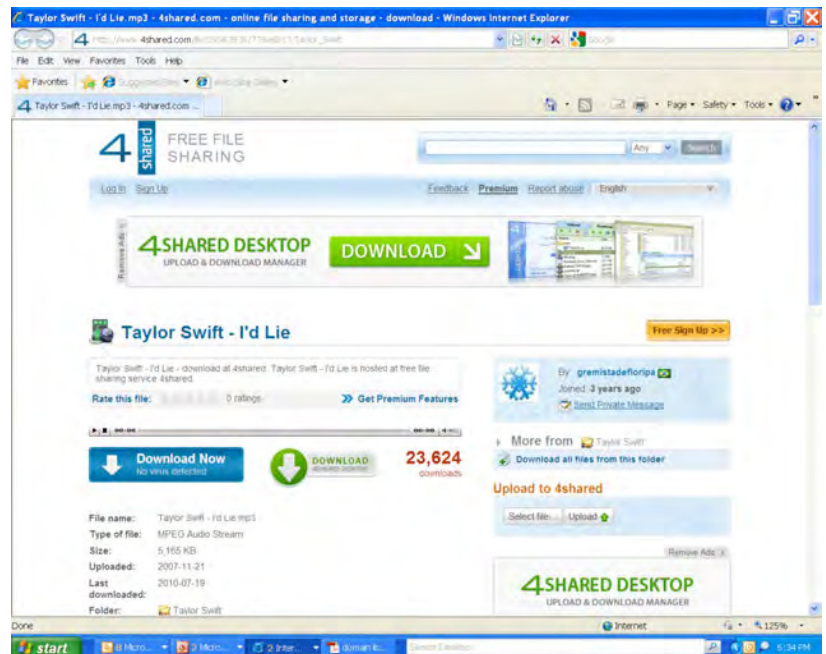 Taylor Swift - I'd Lie.mp3 - 4shared.com - online file sharing and storage - download - Windows Internet Explorer
4shared.com
File Edit View Favorites Tools Help
Favorites
Taylor Swift - I'd Lie.mp3 - 4shared.com ...
Page Safety Tools
4 shared
FREE FILE
SHARING
Any Search
Log In Sign Up
Feedback Premium Report abuse English
Remove Ads
4SHARED DESKTOP
UPLOAD & DOWNLOAD MANAGER
DOWNLOAD
Taylor Swift - I'd Lie
Free Sign Up >>
Taylor Swift - I'd Lie - download at 4shared. Taylor Swift - I'd Lie is hosted at free file
sharing service 4shared.
Rate this file: 0 ratings
Get Premium Features
By gremistadefloripa
Joined 3 years ago
Send Private Message
More from Taylor Swift
Download all files from this folder
Download Now
No virus detected
DOWNLOAD
23,624
downloads
Upload to 4shared
Select file... Upload
File name: Taylor Swift - I'd Lie.mp3
Type of file: MPEG Audio Stream
Size: 5,165 KB
Uploaded: 2007-11-21
Last
downloaded: 2010-07-19
Folder: Taylor Swift
Remove Ads X
4SHARED DESKTOP
UPLOAD & DOWNLOAD MANAGER
Done
Internet
125%
start
5:34 PM